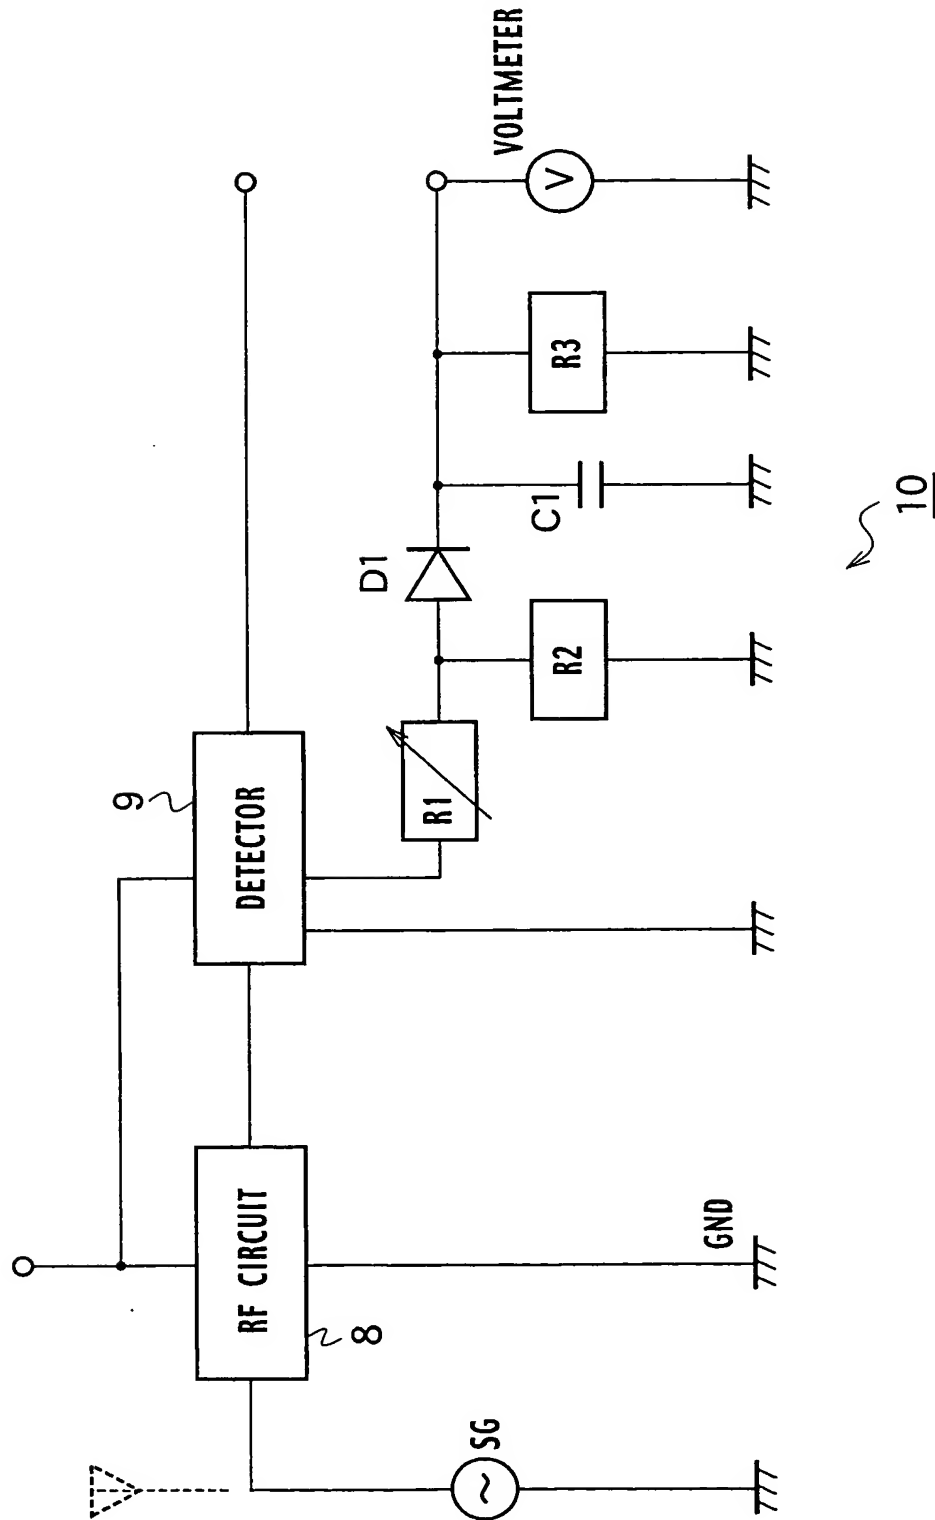 SG
~
RF CIRCUIT
8
GND
DETECTOR
9
R1
R2
D1
C1
R3
VOLTMETER
V
10